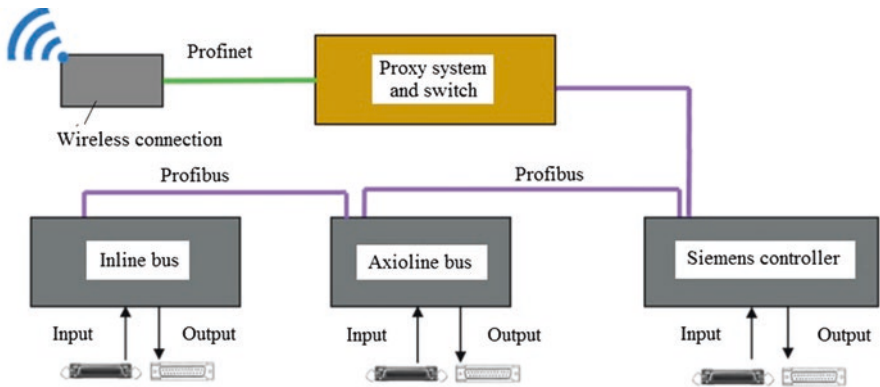 Profinet
Proxy system
and switch
Wireless connection
Profibus
Profibus
Inline bus
Axioline bus
Siemens controller
Input
Output
Input
Output
Input
Output